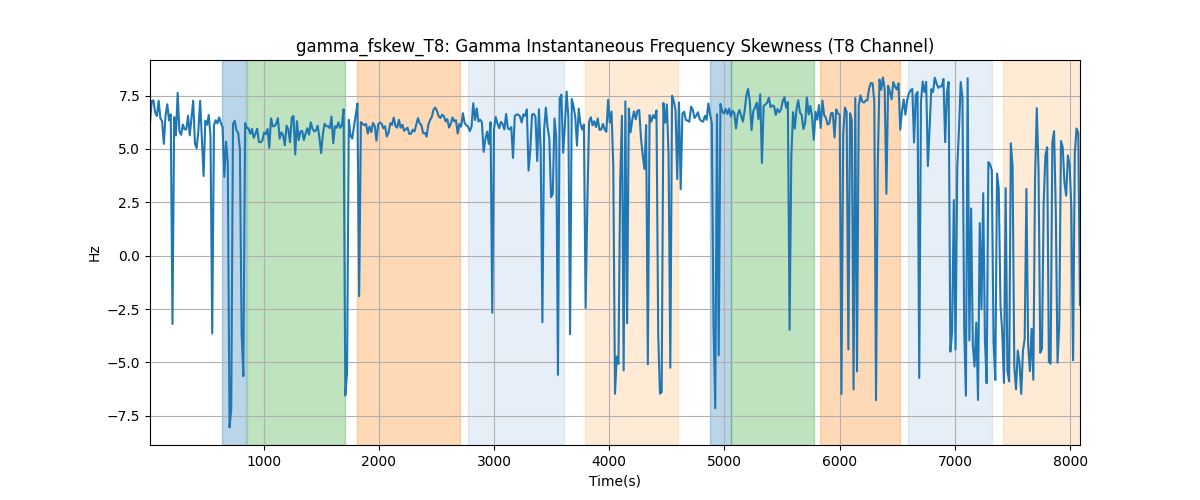 gamma_fskew_T8: Gamma Instantaneous Frequency Skewness (T8 Channel)
Hz
7.5
5.0
2.5
0.0
−2.5
−5.0
−7.5
1000 2000 3000 4000 5000 6000 7000 8000
Time(s)